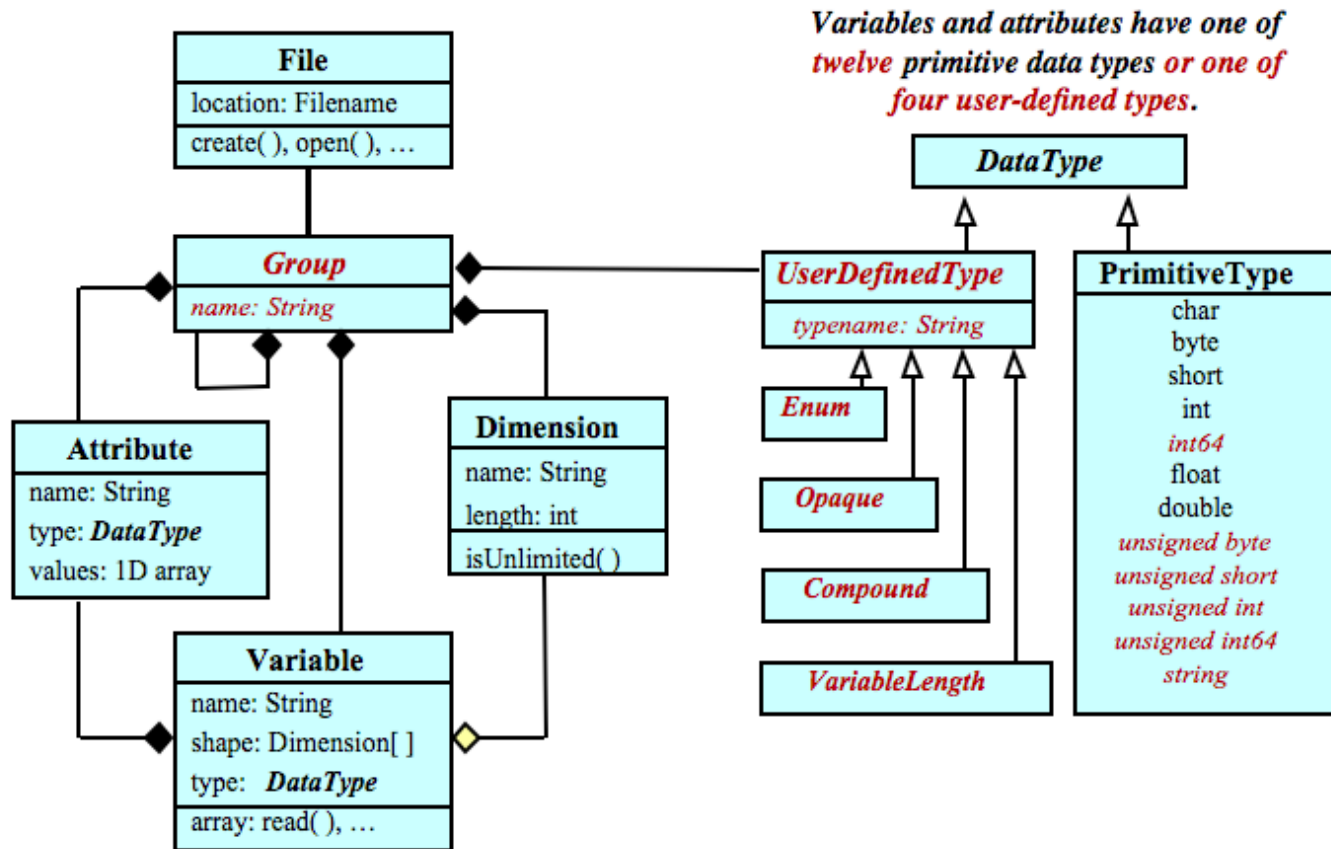 Variables and attributes have one of
twelve primitive data types or one of
four user-defined types.
File
location: Filename
create( ), open( ), …
DataType
Group
name: String
UserDefinedType
typename: String
PrimitiveType
char
byte
short
int
int64
float
double
unsigned byte
unsigned short
unsigned int
unsigned int64
string
Enum
Opaque
Compound
VariableLength
Attribute
name: String
type: DataType
values: 1D array
Dimension
name: String
length: int
isUnlimited( )
Variable
name: String
shape: Dimension[ ]
type: DataType
array: read( ), …